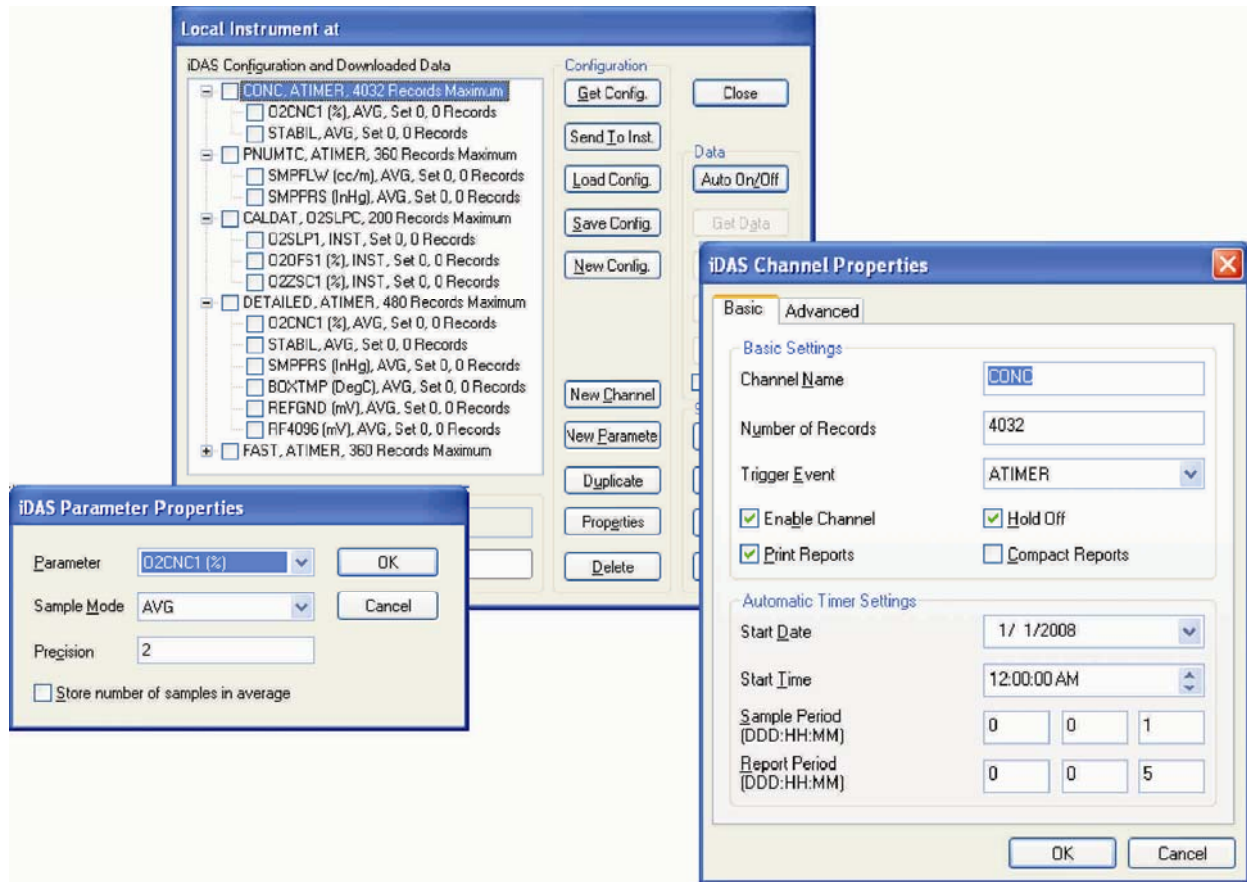 Local Instrument at
iDAS Configuration and Downloaded Data
CONC, ATIMER, 4032 Records Maximum
O2CNC1 (%), AVG, Set 0, 0 Records
STABIL, AVG, Set 0, 0 Records
PNUMTC, ATIMER, 360 Records Maximum
SMPFLW (cc/m), AVG, Set 0, 0 Records
SMPPRS (InHg), AVG, Set 0, 0 Records
CALDAT, O2SLPC, 200 Records Maximum
O2SLP1, INST, Set 0, 0 Records
O2OFS1 (%), INST, Set 0, 0 Records
O2ZSC1 (%), INST, Set 0, 0 Records
DETAILED, ATIMER, 480 Records Maximum
O2CNC1 (%), AVG, Set 0, 0 Records
STABIL, AVG, Set 0, 0 Records
SMPPRS (InHg), AVG, Set 0, 0 Records
BOXTMP (DegC), AVG, Set 0, 0 Records
REFGND (mV), AVG, Set 0, 0 Records
RF4096 (mV), AVG, Set 0, 0 Records
FAST, ATIMER, 360 Records Maximum
Configuration
Get Config.
Send To Inst.
Load Config.
Save Config.
New Config.
New Channel
New Paramete
Duplicate
Properties
Delete
Close
Data
Auto On/Off
Get Data
iDAS Parameter Properties
Parameter O2CNC1 (%) OK
Sample Mode AVG Cancel
Precision 2
Store number of samples in average
iDAS Channel Properties
Basic Advanced
Basic Settings
Channel Name CONC
Number of Records 4032
Trigger Event ATIMER
Enable Channel Hold Off
Print Reports Compact Reports
Automatic Timer Settings
Start Date 1/ 1/2008
Start Time 12:00:00 AM
Sample Period
(DDD:HH:MM) 0 0 1
Report Period
(DDD:HH:MM) 0 0 5
OK Cancel